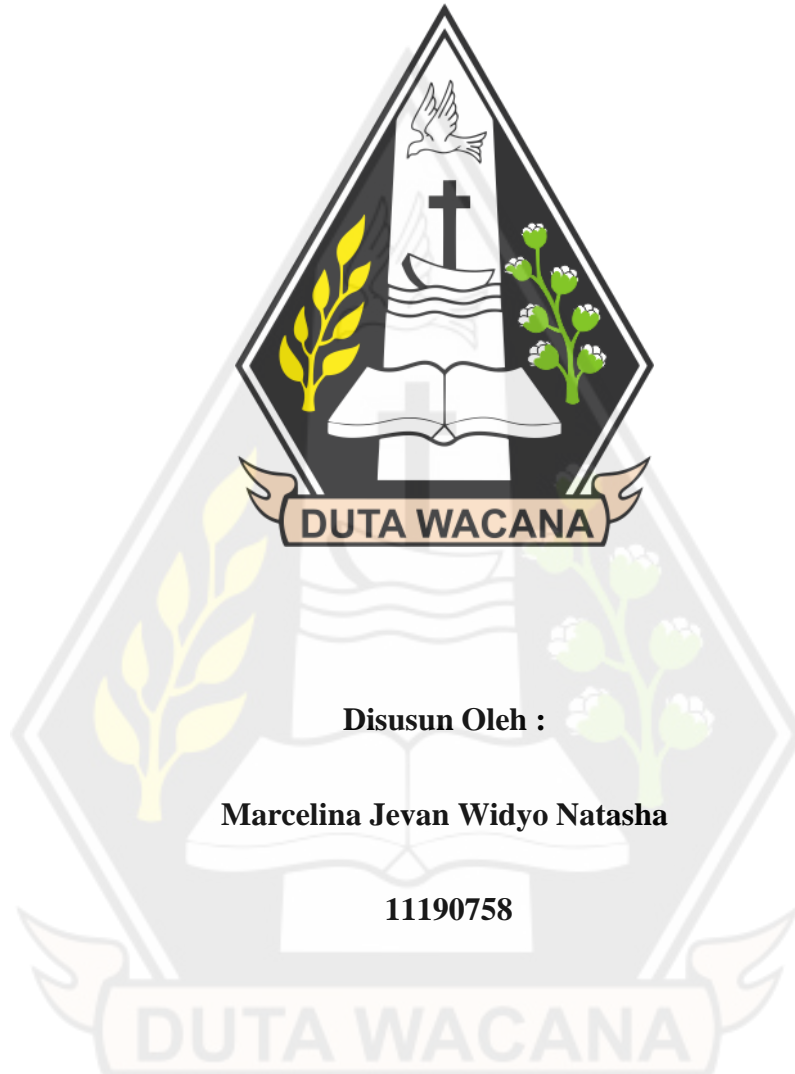 DUTA WACANA
Disusun Oleh :
Marcelina Jevan Widyo Natasha
11190758
DUTA WACANA